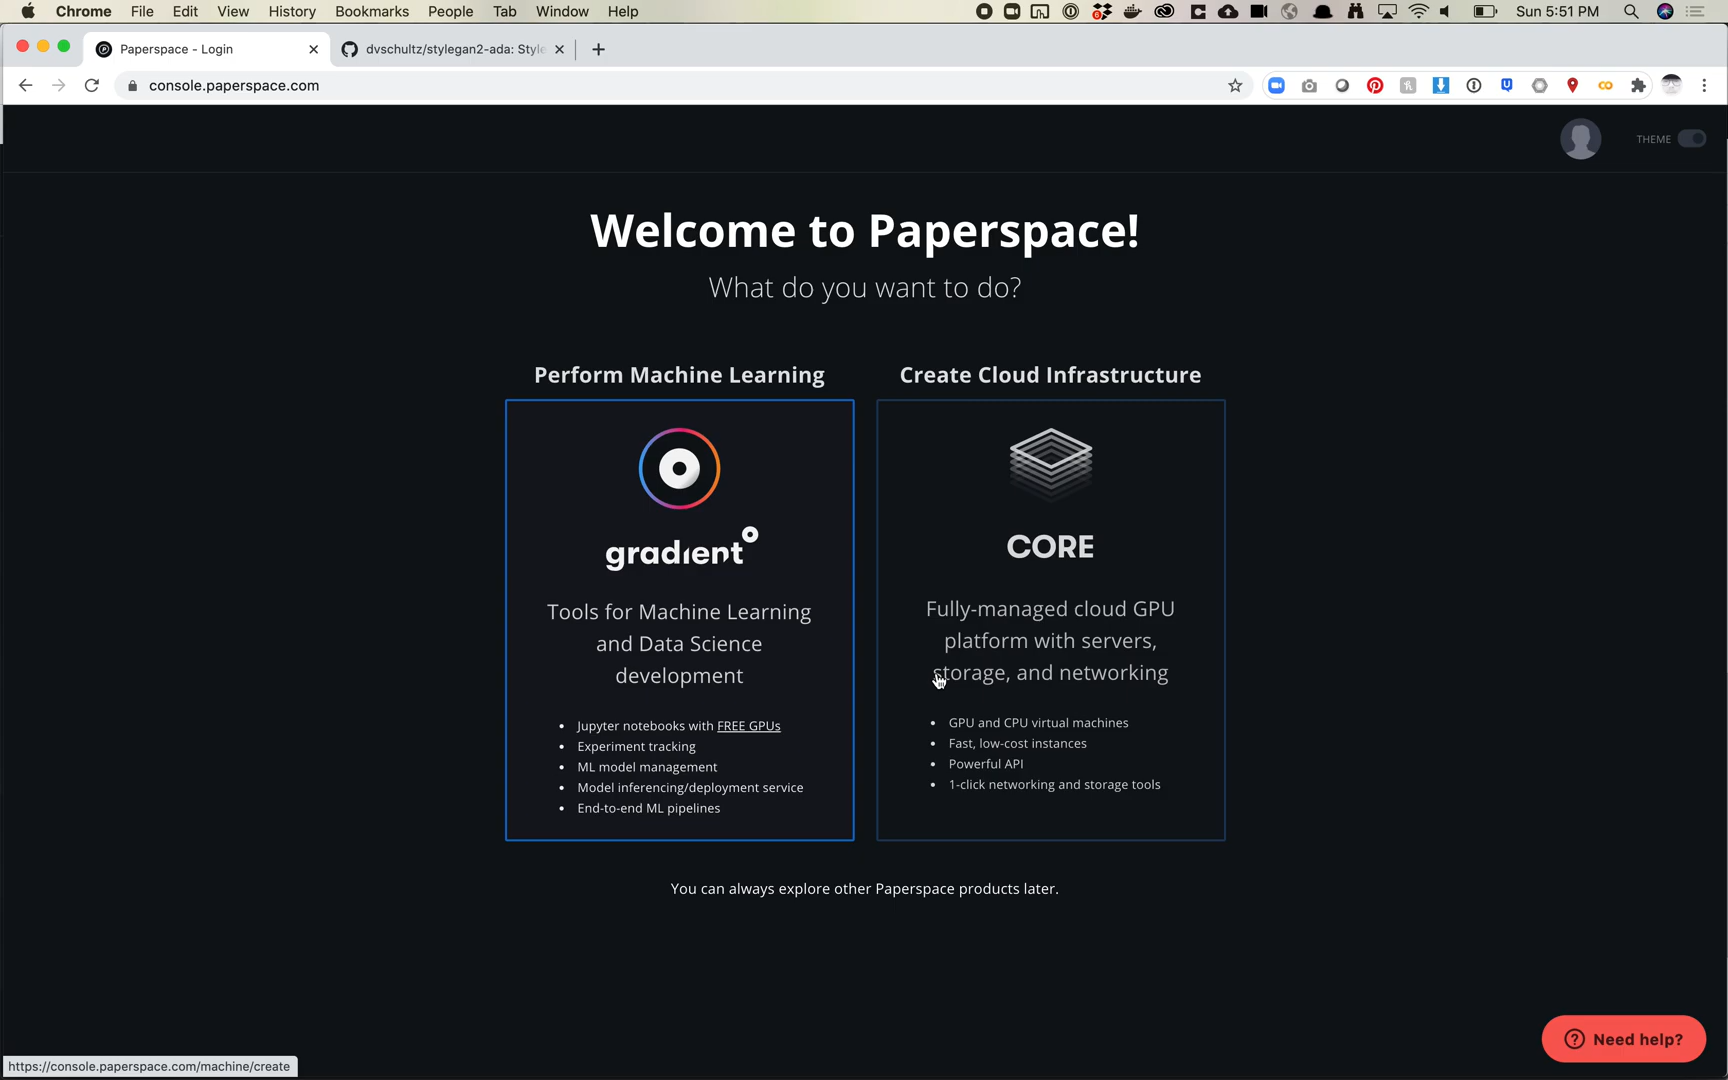 Chrome File Edit View History Bookmarks People Tab Window Help Sun 5:51 PM
Paperspace - Login dvschultz/stylegan2-ada: Style
console.paperspace.com
THEME
Welcome to Paperspace!
What do you want to do?
Perform Machine Learning
gradient
Tools for Machine Learning
and Data Science
development
• Jupyter notebooks with FREE GPUs
• Experiment tracking
• ML model management
• Model inferencing/deployment service
• End-to-end ML pipelines
Create Cloud Infrastructure
CORE
Fully-managed cloud GPU
platform with servers,
storage, and networking
• GPU and CPU virtual machines
• Fast, low-cost instances
• Powerful API
• 1-click networking and storage tools
You can always explore other Paperspace products later.
Need help?
https://console.paperspace.com/machine/create